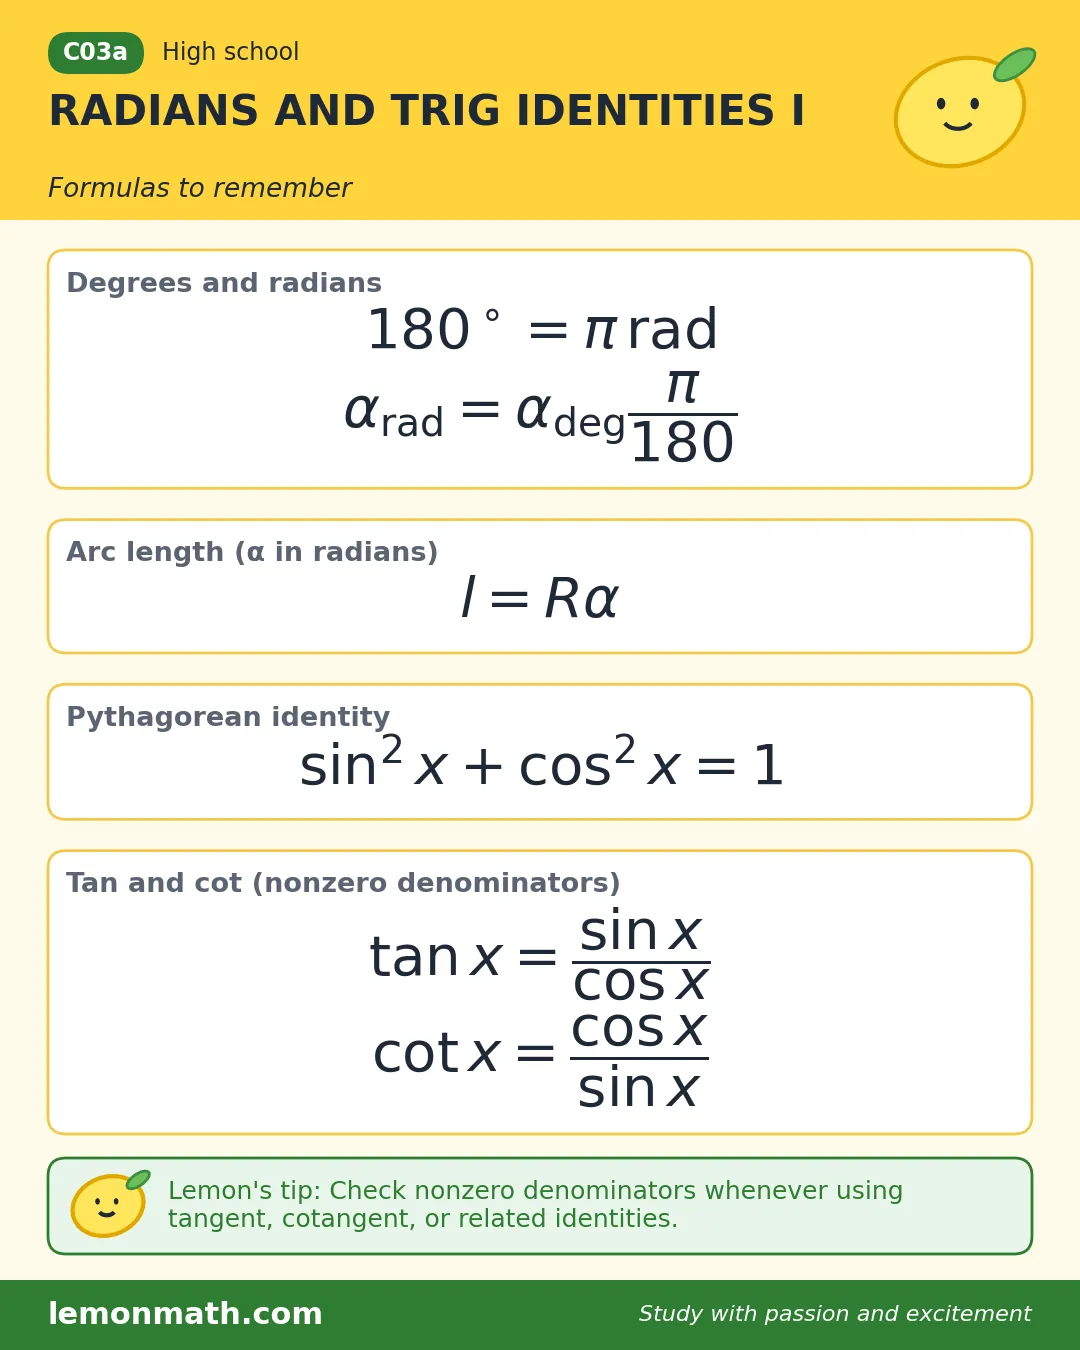 C03a High school
RADIANS AND TRIG IDENTITIES I
Formulas to remember
Degrees and radians
180° = π rad
α_rad = α_deg π/180
Arc length (α in radians)
l = Rα
Pythagorean identity
sin² x + cos² x = 1
Tan and cot (nonzero denominators)
tan x = sin x / cos x
cot x = cos x / sin x
Lemon's tip: Check nonzero denominators whenever using
tangent, cotangent, or related identities.
lemonmath.com
Study with passion and excitement